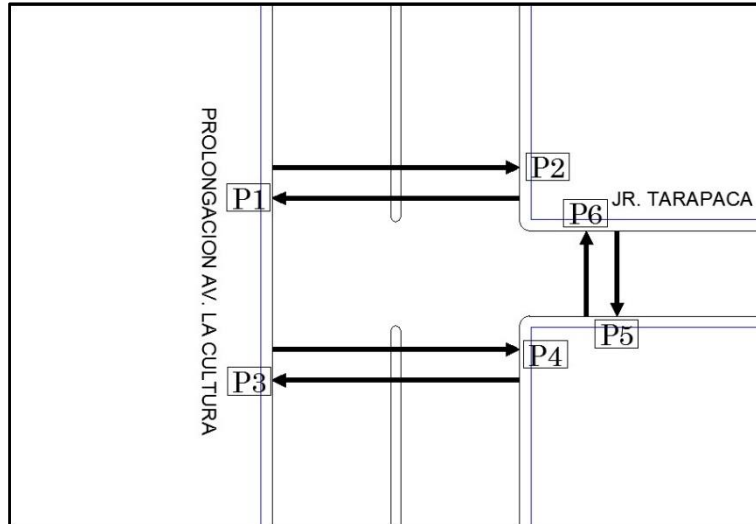 PROLONGACION AV. LA CULTURA
P2
P1
P6
JR. TARAPACA
P5
P4
P3